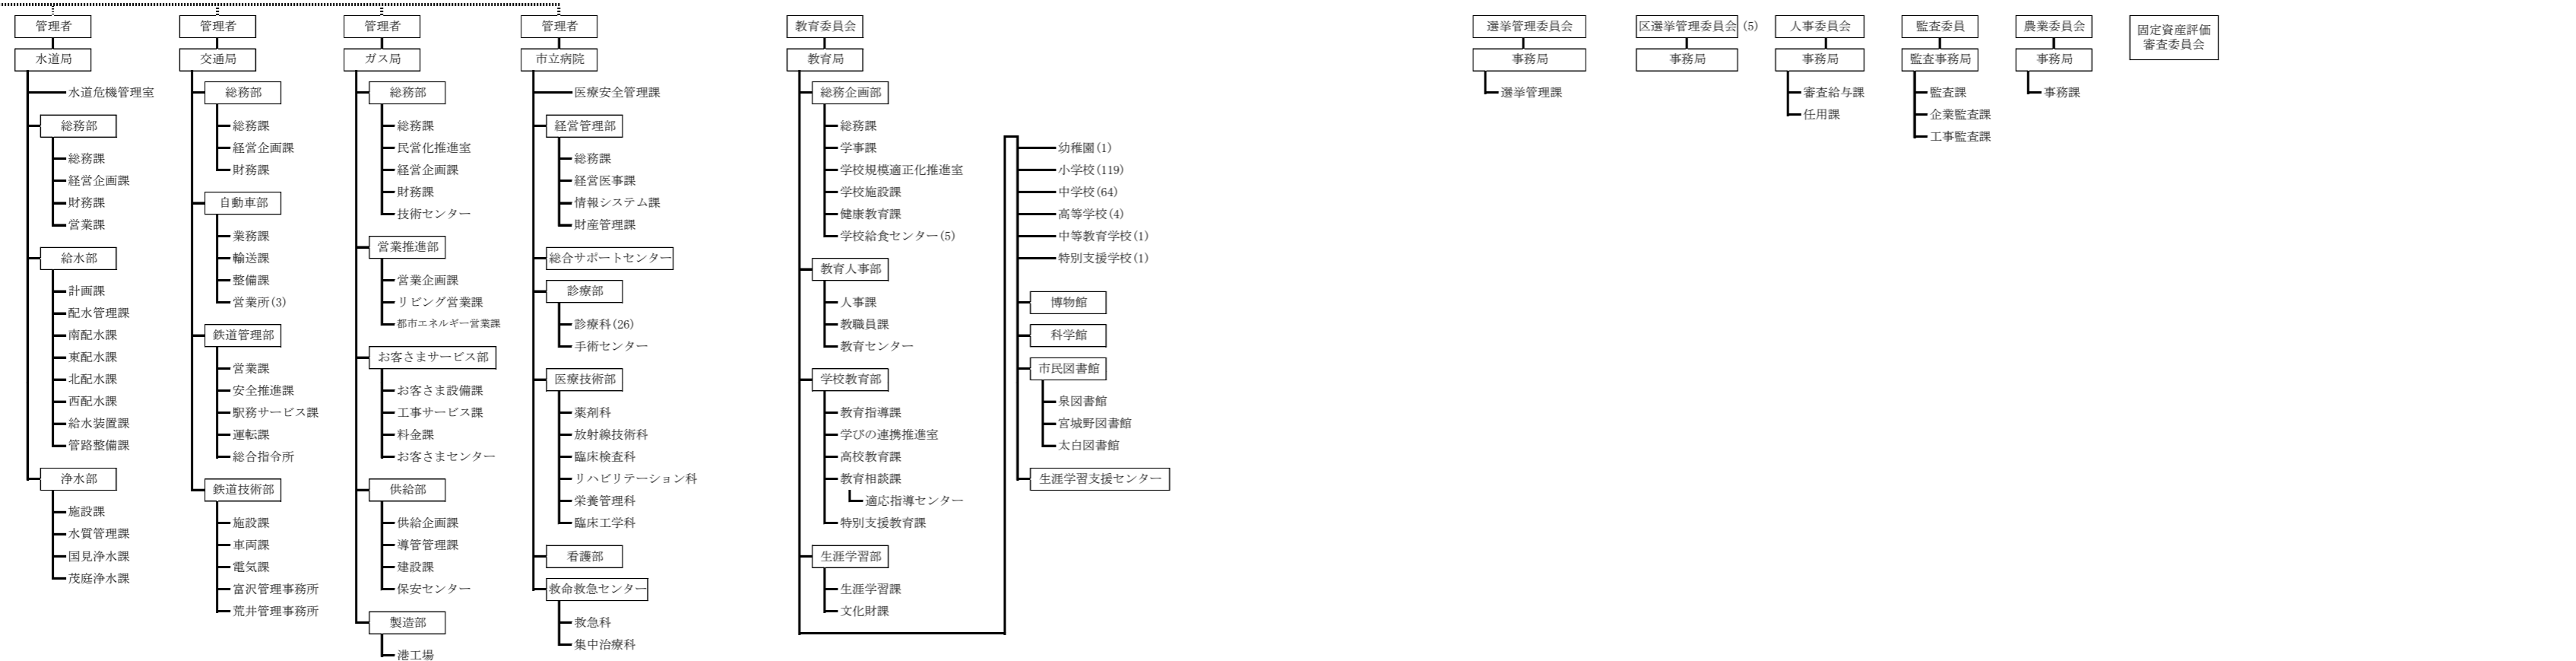 管理者
水道局
水道危機管理室
総務部
総務課
経営企画課
財務課
営業課
給水部
計画課
配水管理課
南配水課
東配水課
北配水課
西配水課
給水装置課
管路整備課
浄水部
施設課
水質管理課
国見浄水課
茂庭浄水課
管理者
交通局
総務部
総務課
経営企画課
財務課
自動車部
業務課
輸送課
整備課
営業所(3)
鉄道管理部
営業課
安全推進課
駅務サービス課
運転課
総合指令所
鉄道技術部
施設課
車両課
電気課
富沢管理事務所
荒井管理事務所
管理者
ガス局
総務部
総務課
民営化推進室
経営企画課
財務課
技術センター
営業推進部
営業企画課
リビング営業課
都市エネルギー営業課
お客さまサービス部
お客さま設備課
工事サービス課
料金課
お客さまセンター
供給部
供給企画課
導管管理課
建設課
保安センター
製造部
港工場
管理者
市立病院
医療安全管理課
経営管理部
総務課
経営医事課
情報システム課
財産管理課
総合サポートセンター
診療部
診療科(26)
手術センター
医療技術部
薬剤科
放射線技術科
臨床検査科
リハビリテーション科
栄養管理科
臨床工学科
看護部
救命救急センター
救急科
集中治療科
教育委員会
教育局
総務企画部
総務課
学事課
学校規模適正化推進室
学校施設課
健康教育課
学校給食センター(5)
教育人事部
人事課
教職員課
教育センター
学校教育部
教育指導課
学びの連携推進室
高校教育課
教育相談課
適応指導センター
特別支援教育課
生涯学習部
生涯学習課
文化財課
幼稚園(1)
小学校(119)
中学校(64)
高等学校(4)
中等教育学校(1)
特別支援学校(1)
博物館
科学館
市民図書館
泉図書館
宮城野図書館
太白図書館
生涯学習支援センター
選挙管理委員会
事務局
選挙管理課
区選挙管理委員会(5)
事務局
人事委員会
事務局
審査給与課
任用課
監査委員
監査事務局
監査課
企業監査課
工事監査課
農業委員会
事務局
事務課
固定資産評価
審査委員会